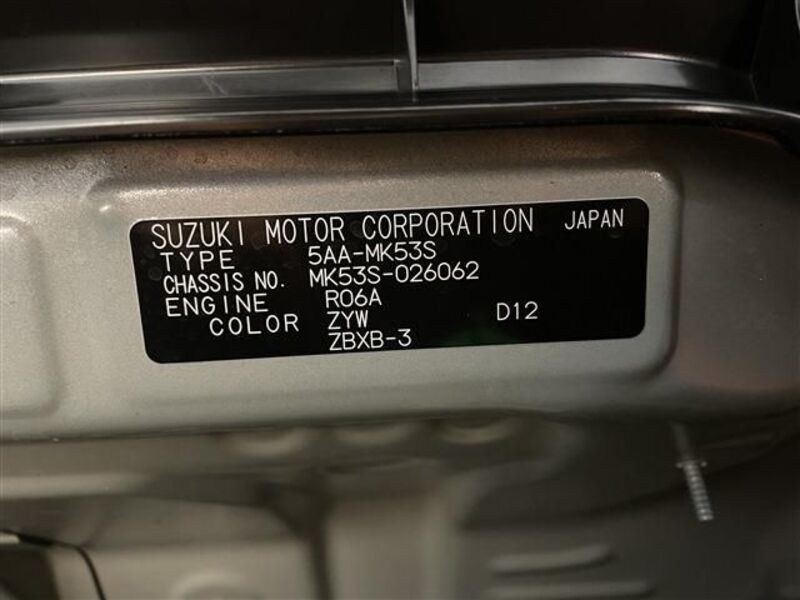 SUZUKI MOTOR CORPORATION JAPAN
TYPE 5AA-MK53S
CHASSIS NO. MK53S-026062
ENGINE R06A
COLOR ZYW D12
ZBXB-3